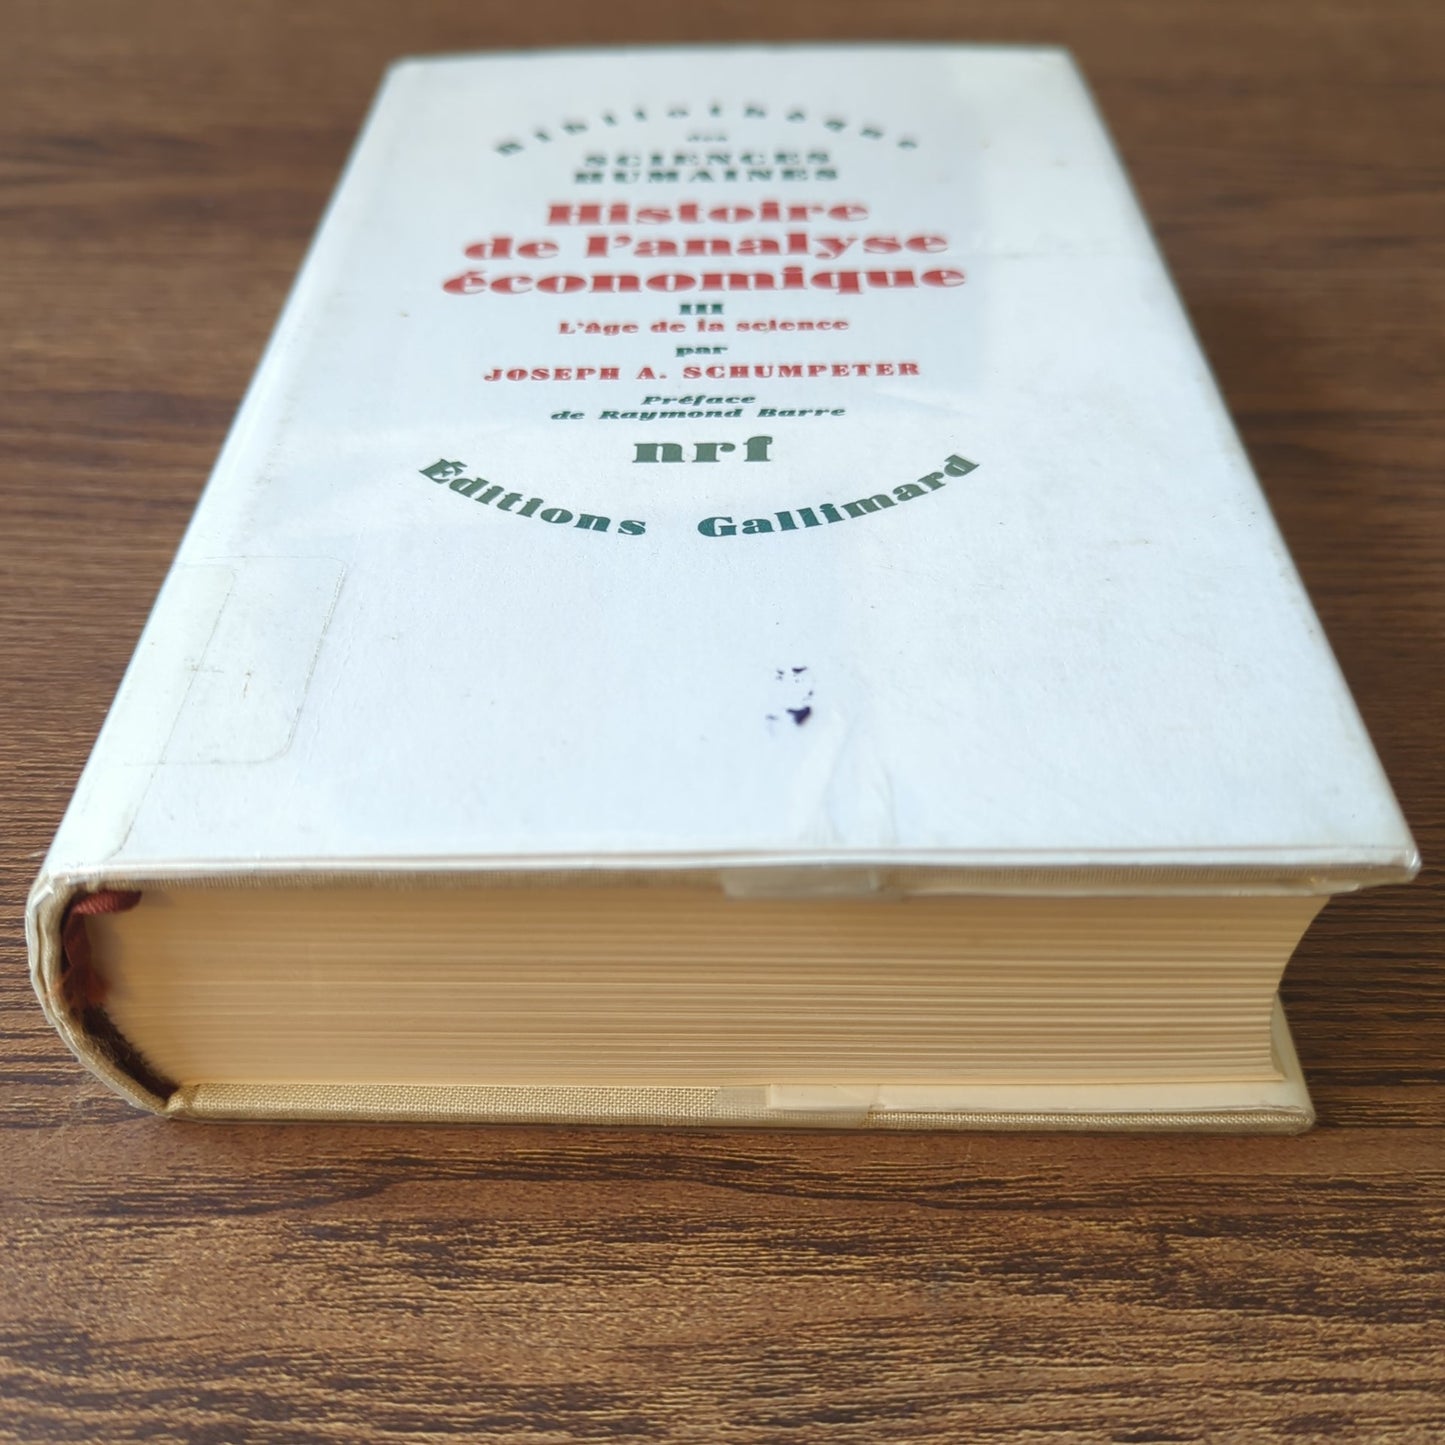 Bibliothèque
des
SCIENCES
HUMAINES
Histoire
de l'analyse
économique
III
L'âge de la science
par
JOSEPH A. SCHUMPETER
Préface
de Raymond Barre
nrf
Éditions Gallimard